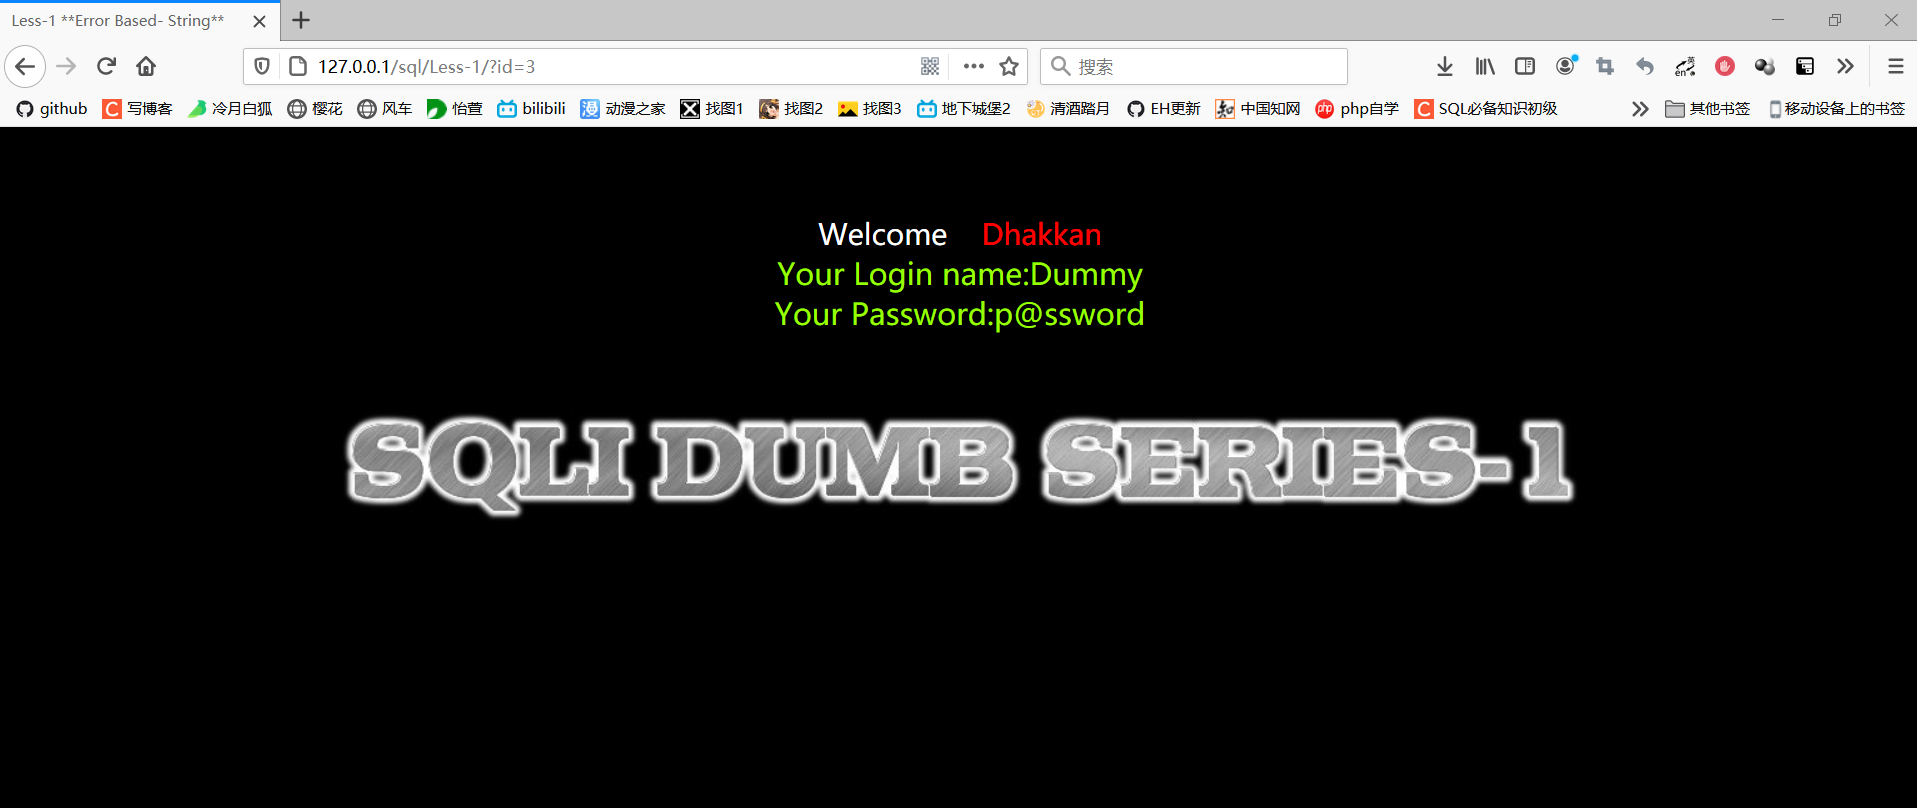 Less-1 **Error Based- String**
127.0.0.1/sql/Less-1/?id=3
搜索
英
en
github 写博客 冷月白狐 樱花 风车 怡萱 bilibili 动漫之家 找图1 找图2 找图3 地下城堡2 清酒踏月 EH更新 中国知网 php自学 SQL必备知识初级 其他书签 移动设备上的书签
Welcome Dhakkan
Your Login name:Dummy
Your Password:p@ssword
SQLI DUMB SERIES-1